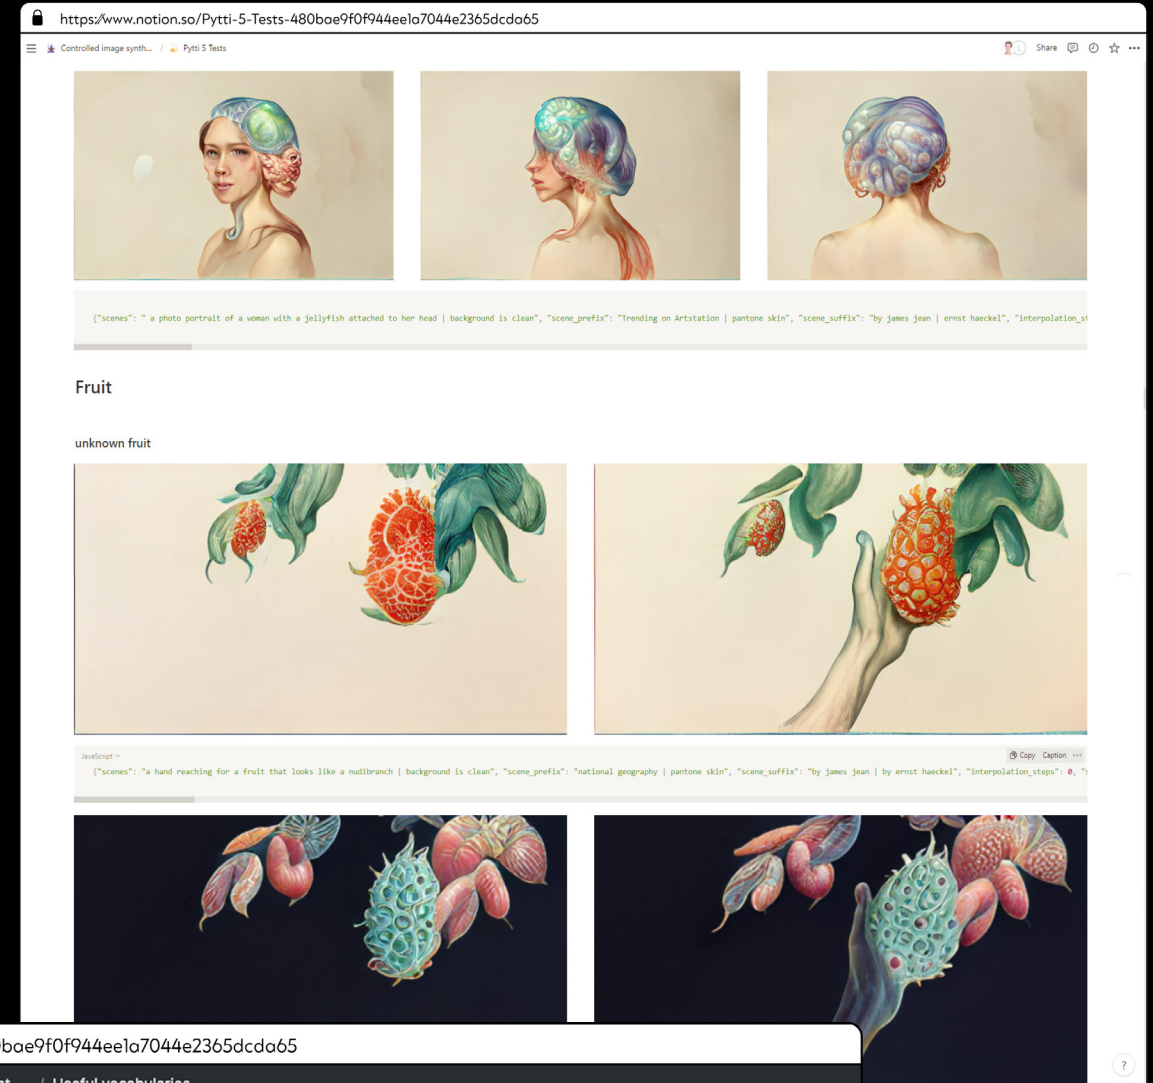 https://www.notion.so/Pytti-5-Tests-480bae9f0f944ee1a7044e2365dcda65
Controlled image synth... / Pytti 5 Tests
Share
{"scenes": " a photo portrait of a woman with a jellyfish attached to her head | background is clean", "scene_prefix": "Trending on Artstation | pantone skin", "scene_suffix": "by james jean | ernst haeckel", "interpolation_st
Fruit
unknown fruit
JavaScript
Copy Caption
{"scenes": "a hand reaching for a fruit that looks like a nudibranch | background is clean", "scene_prefix": "national geography | pantone skin", "scene_suffix": "by james jean | by ernst haeckel", "interpolation_steps": 0, "s
?
bae9f0f944ee1a7044e2365dcda65
/ Useful vocabularies